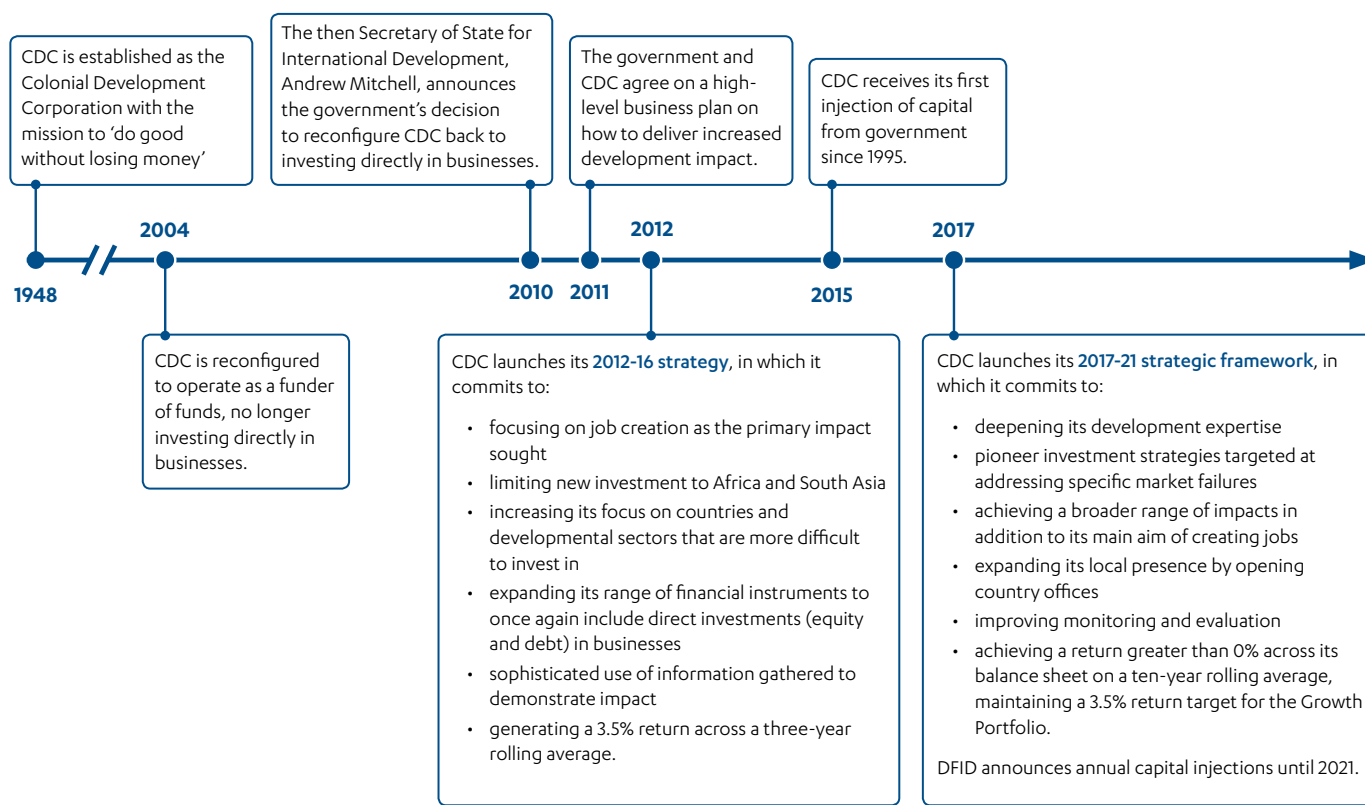 CDC is established as the
Colonial Development
Corporation with the
mission to ‘do good
without losing money’
The then Secretary of State for
International Development,
Andrew Mitchell, announces
the government’s decision
to reconfigure CDC back to
investing directly in businesses.
The government and
CDC agree on a high-
level business plan on
how to deliver increased
development impact.
CDC receives its first
injection of capital
from government
since 1995.
2004
2012
2017
1948
2010
2011
2015
CDC is reconfigured
to operate as a funder
of funds, no longer
investing directly in
businesses.
CDC launches its 2012-16 strategy, in which it
commits to:
• focusing on job creation as the primary impact
sought
• limiting new investment to Africa and South Asia
• increasing its focus on countries and
developmental sectors that are more difficult
to invest in
• expanding its range of financial instruments to
once again include direct investments (equity
and debt) in businesses
• sophisticated use of information gathered to
demonstrate impact
• generating a 3.5% return across a three-year
rolling average.
CDC launches its 2017-21 strategic framework, in
which it commits to:
• deepening its development expertise
• pioneer investment strategies targeted at
addressing specific market failures
• achieving a broader range of impacts in
addition to its main aim of creating jobs
• expanding its local presence by opening
country offices
• improving monitoring and evaluation
• achieving a return greater than 0% across its
balance sheet on a ten-year rolling average,
maintaining a 3.5% return target for the Growth
Portfolio.
DFID announces annual capital injections until 2021.